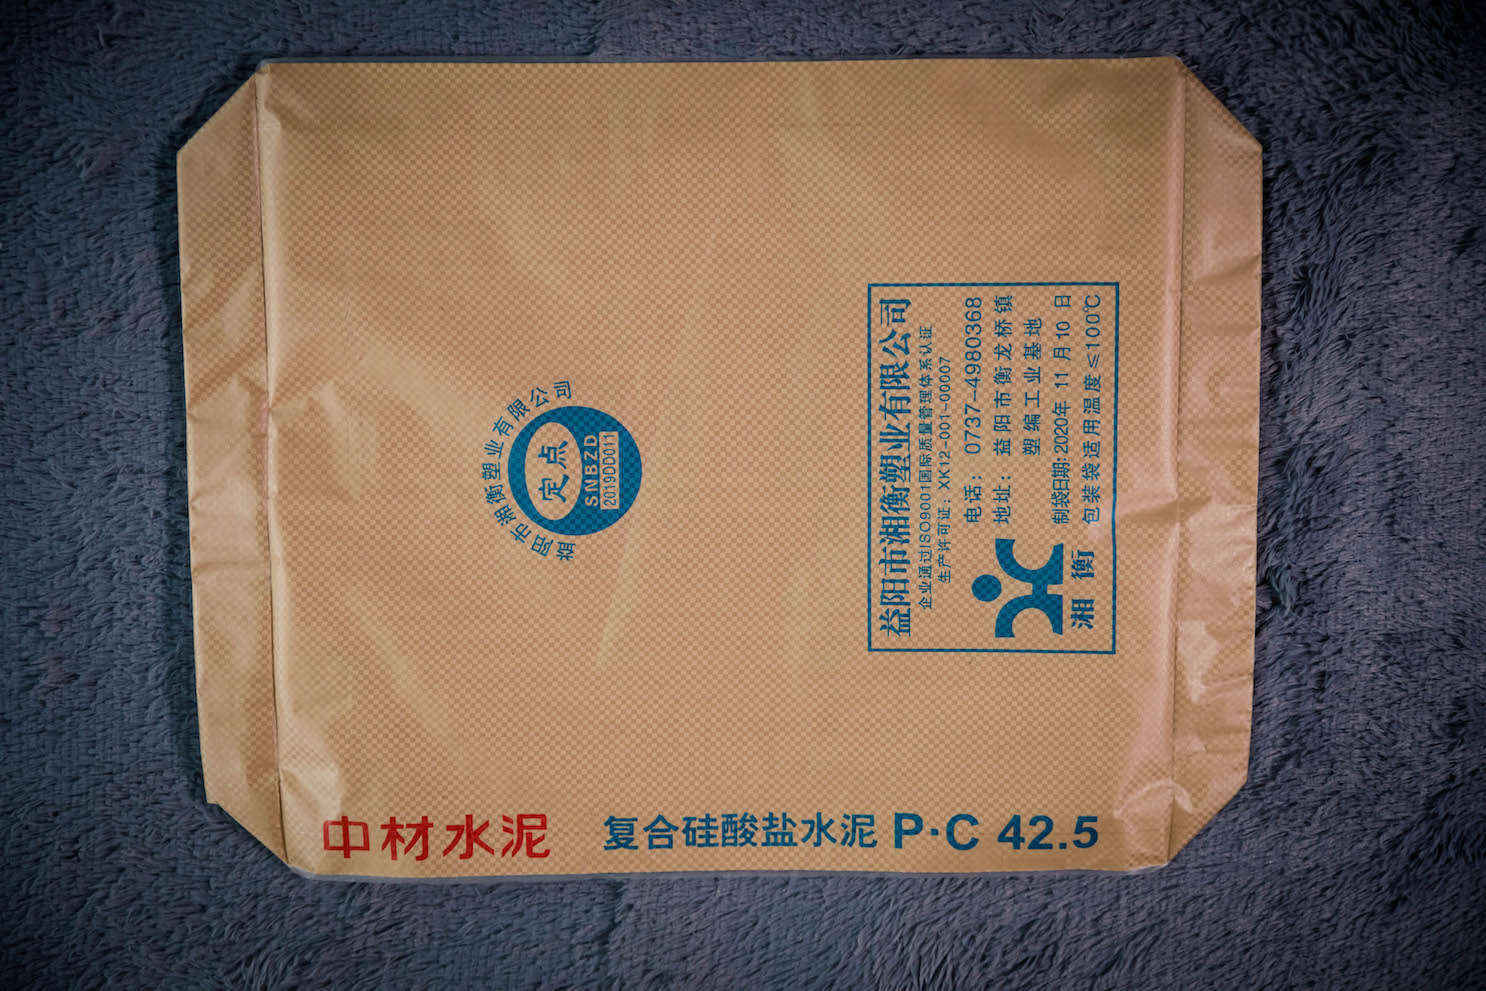 中材水泥 复合硅酸盐水泥 P·C 42.5
益阳市湘衡塑业有限公司
定点
SNBZD
2019DD011
益阳市湘衡塑业有限公司
企业通过ISO9001国际质量管理体系认证
生产许可证：XK12-001-00007
电话：0737-4980368
地址：益阳市衡龙桥镇
塑编工业基地
制袋日期：2020年 11 月 10 日
包装袋适用温度≤100℃
湘衡